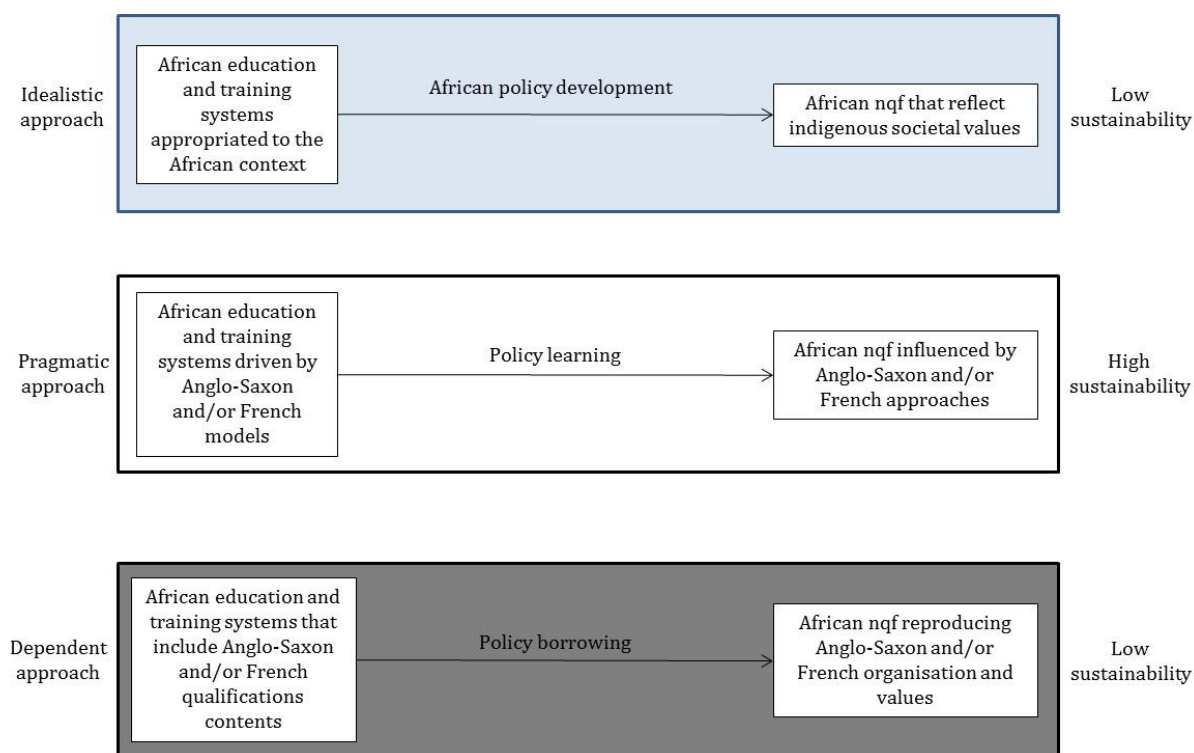 Idealistic
approach
African education
and training
systems
appropriated to the
African context
African policy development
African nqf that reflect
indigenous societal values
Low
sustainability
Pragmatic
approach
African education
and training
systems driven by
Anglo-Saxon
and/or French
models
Policy learning
African nqf influenced by
Anglo-Saxon and/or
French approaches
High
sustainability
Dependent
approach
African education and
training systems that
include Anglo-Saxon
and/or French
qualifications
contents
Policy borrowing
African nqf reproducing
Anglo-Saxon and/or
French organisation and
values
Low
sustainability